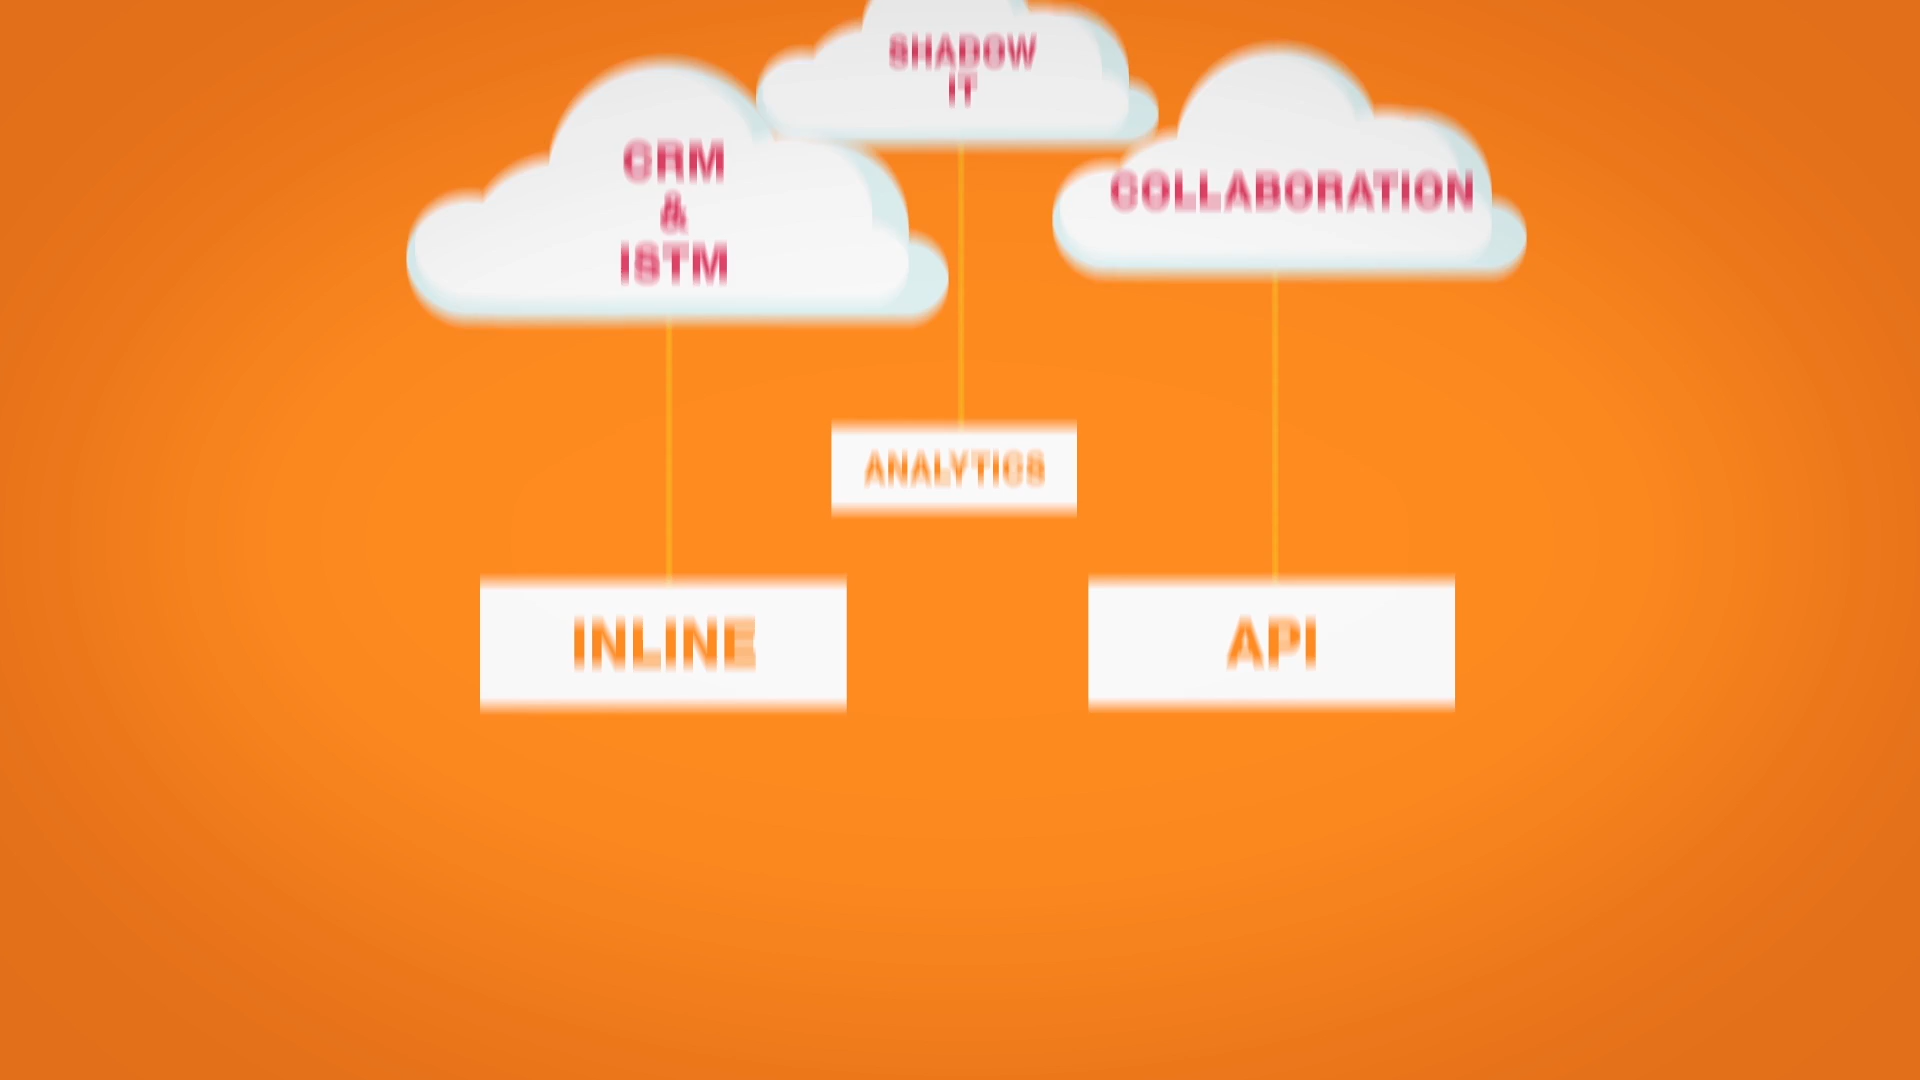 SHADOW
IT
CRM
&
ISTM
COLLABORATION
ANALYTICS
INLINE
API